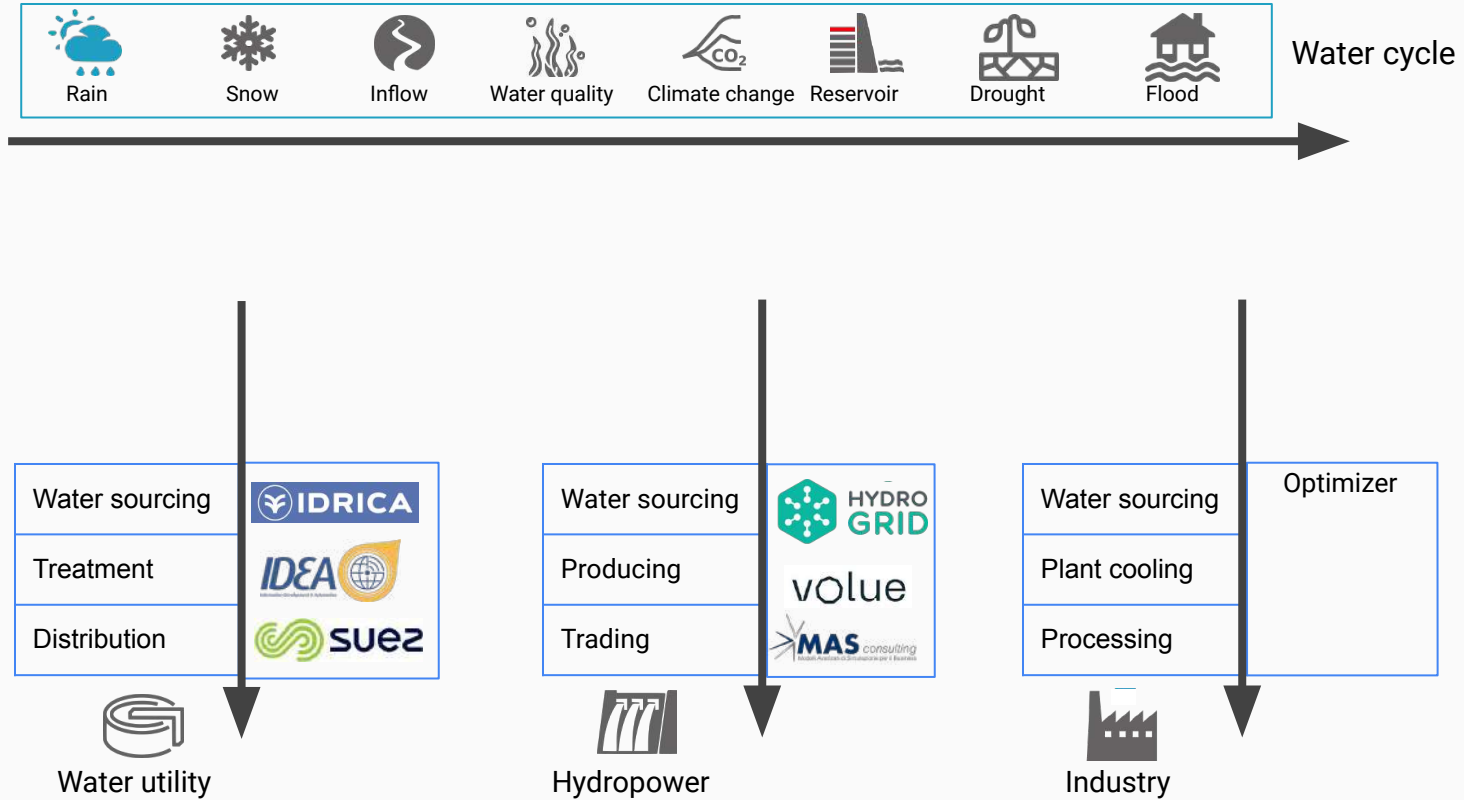 Rain
Snow
Inflow
Water quality
CO₂
Climate change
Reservoir
Drought
Flood
Water cycle
Water sourcing
Treatment
Distribution
IDRICA
IDEA
suez
Water utility
Water sourcing
Producing
Trading
HYDRO
GRID
volue
MAS consulting
Hydropower
Water sourcing
Plant cooling
Processing
Optimizer
Industry